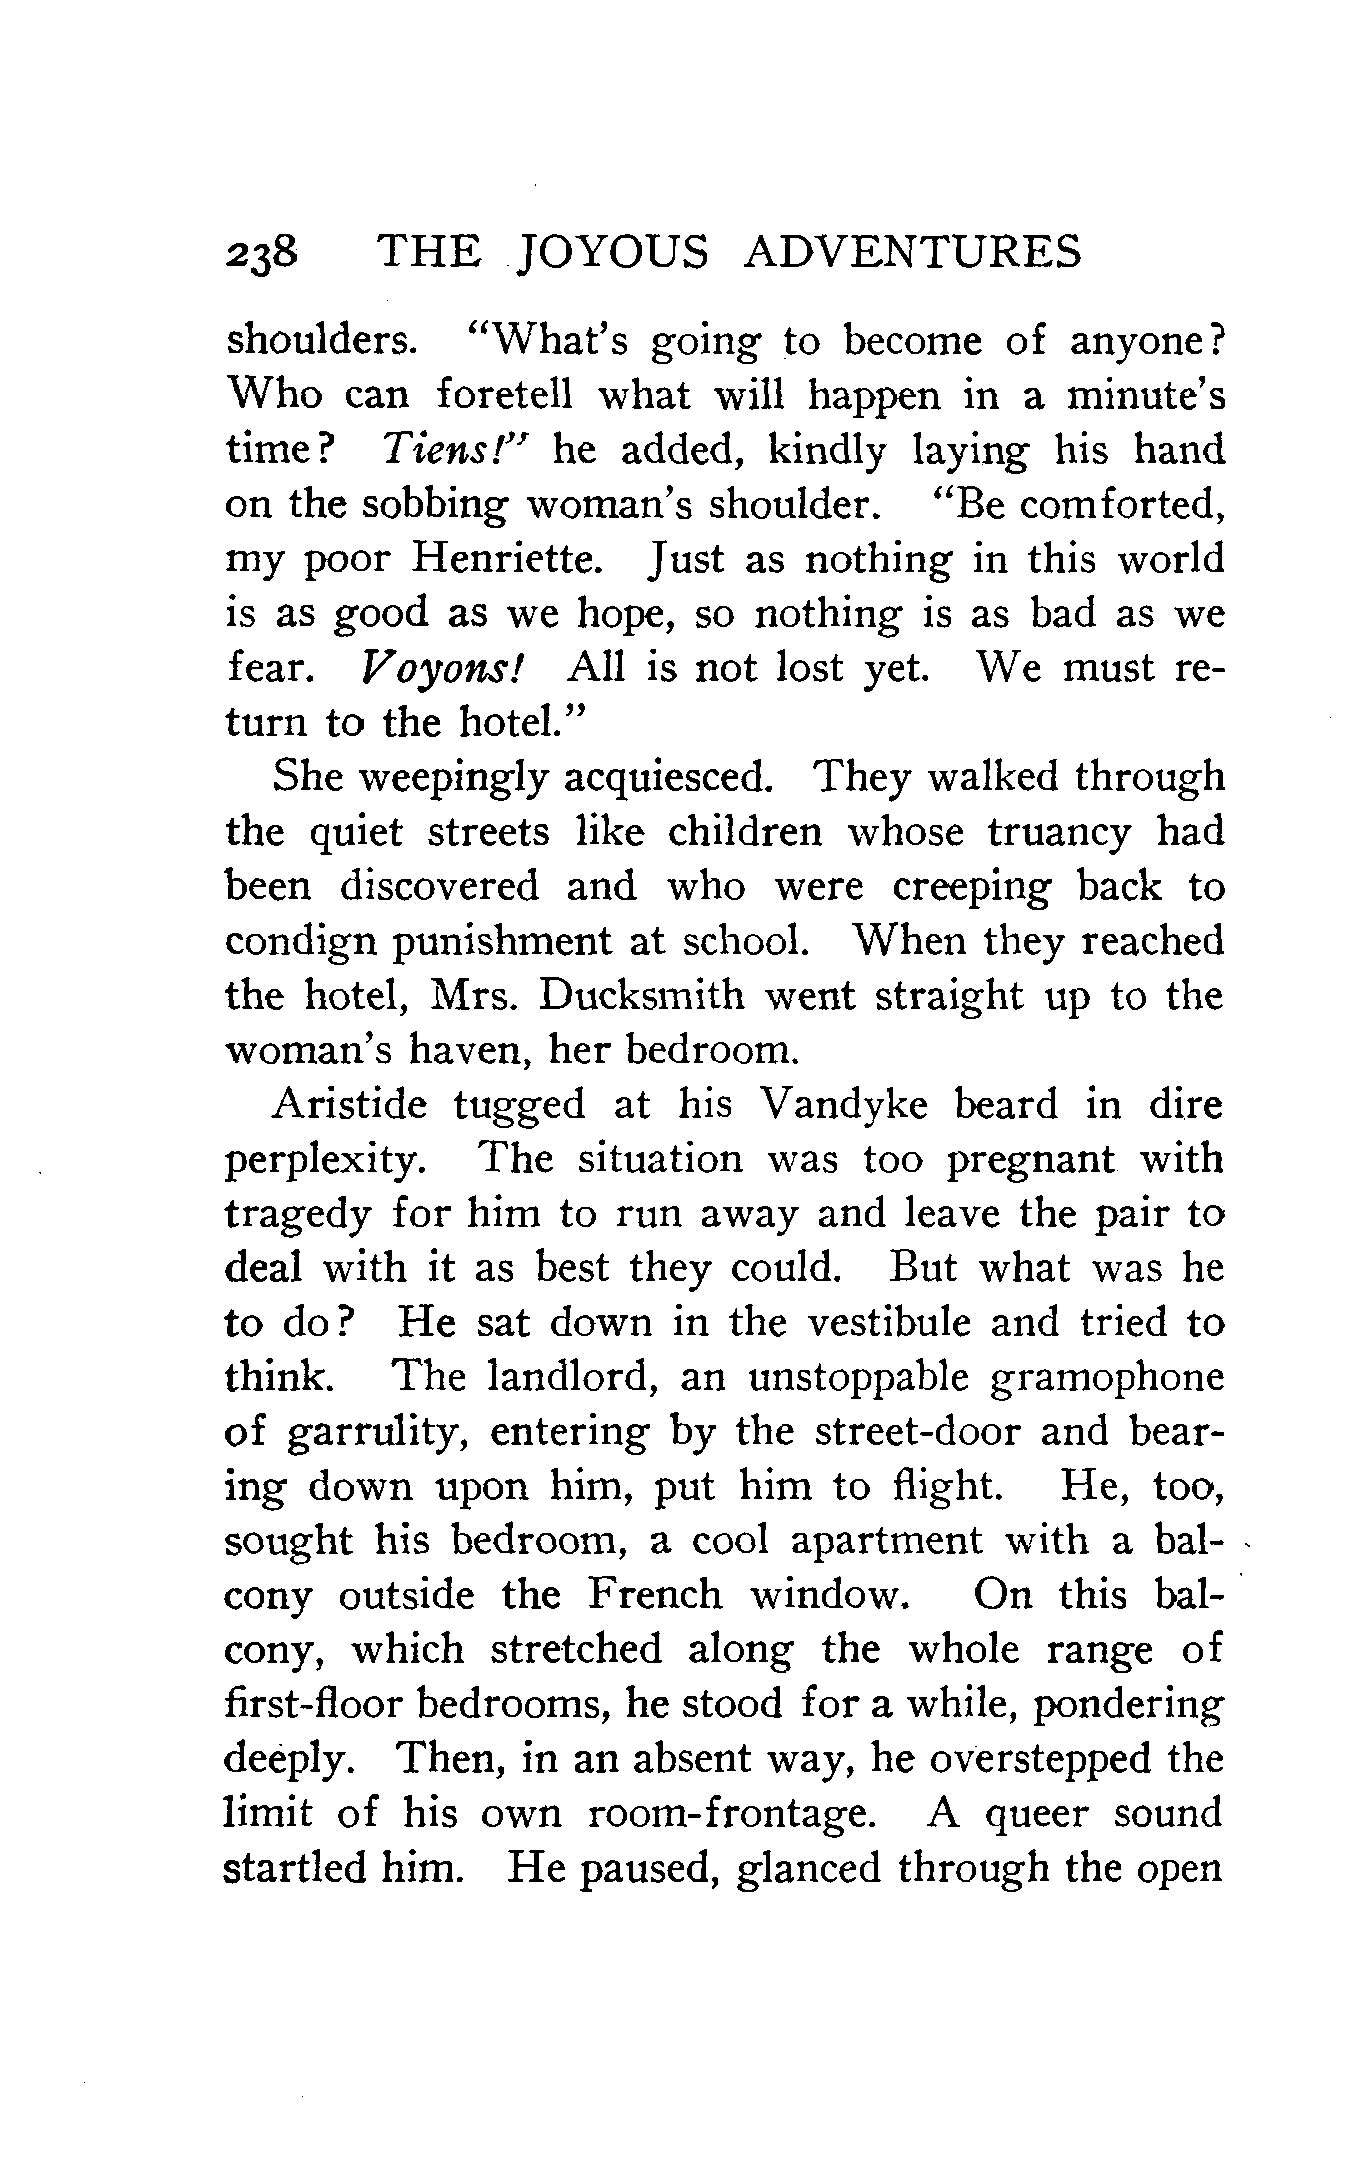 238 THE JOYOUS ADVENTURES
shoulders. "What's going to become of anyone?
Who can foretell what will happen in a minute's
time? Tiens!" he added, kindly laying his hand
on the sobbing woman's shoulder. "Be comforted,
my poor Henriette. Just as nothing in this world
is as good as we hope, so nothing is as bad as we
fear. Voyons! All is not lost yet. We must re-
turn to the hotel."
She weepingly acquiesced. They walked through
the quiet streets like children whose truancy had
been discovered and who were creeping back to
condign punishment at school. When they reached
the hotel, Mrs. Ducksmith went straight up to the
woman's haven, her bedroom.
Aristide tugged at his Vandyke beard in dire
perplexity. The situation was too pregnant with
tragedy for him to run away and leave the pair to
deal with it as best they could. But what was he
to do? He sat down in the vestibule and tried to
think. The landlord, an unstoppable gramophone
of garrulity, entering by the street-door and bear-
ing down upon him, put him to flight. He, too,
sought his bedroom, a cool apartment with a bal-
cony outside the French window. On this bal-
cony, which stretched along the whole range of
first-floor bedrooms, he stood for a while, pondering
deeply. Then, in an absent way, he overstepped the
limit of his own room-frontage. A queer sound
startled him. He paused, glanced through the open